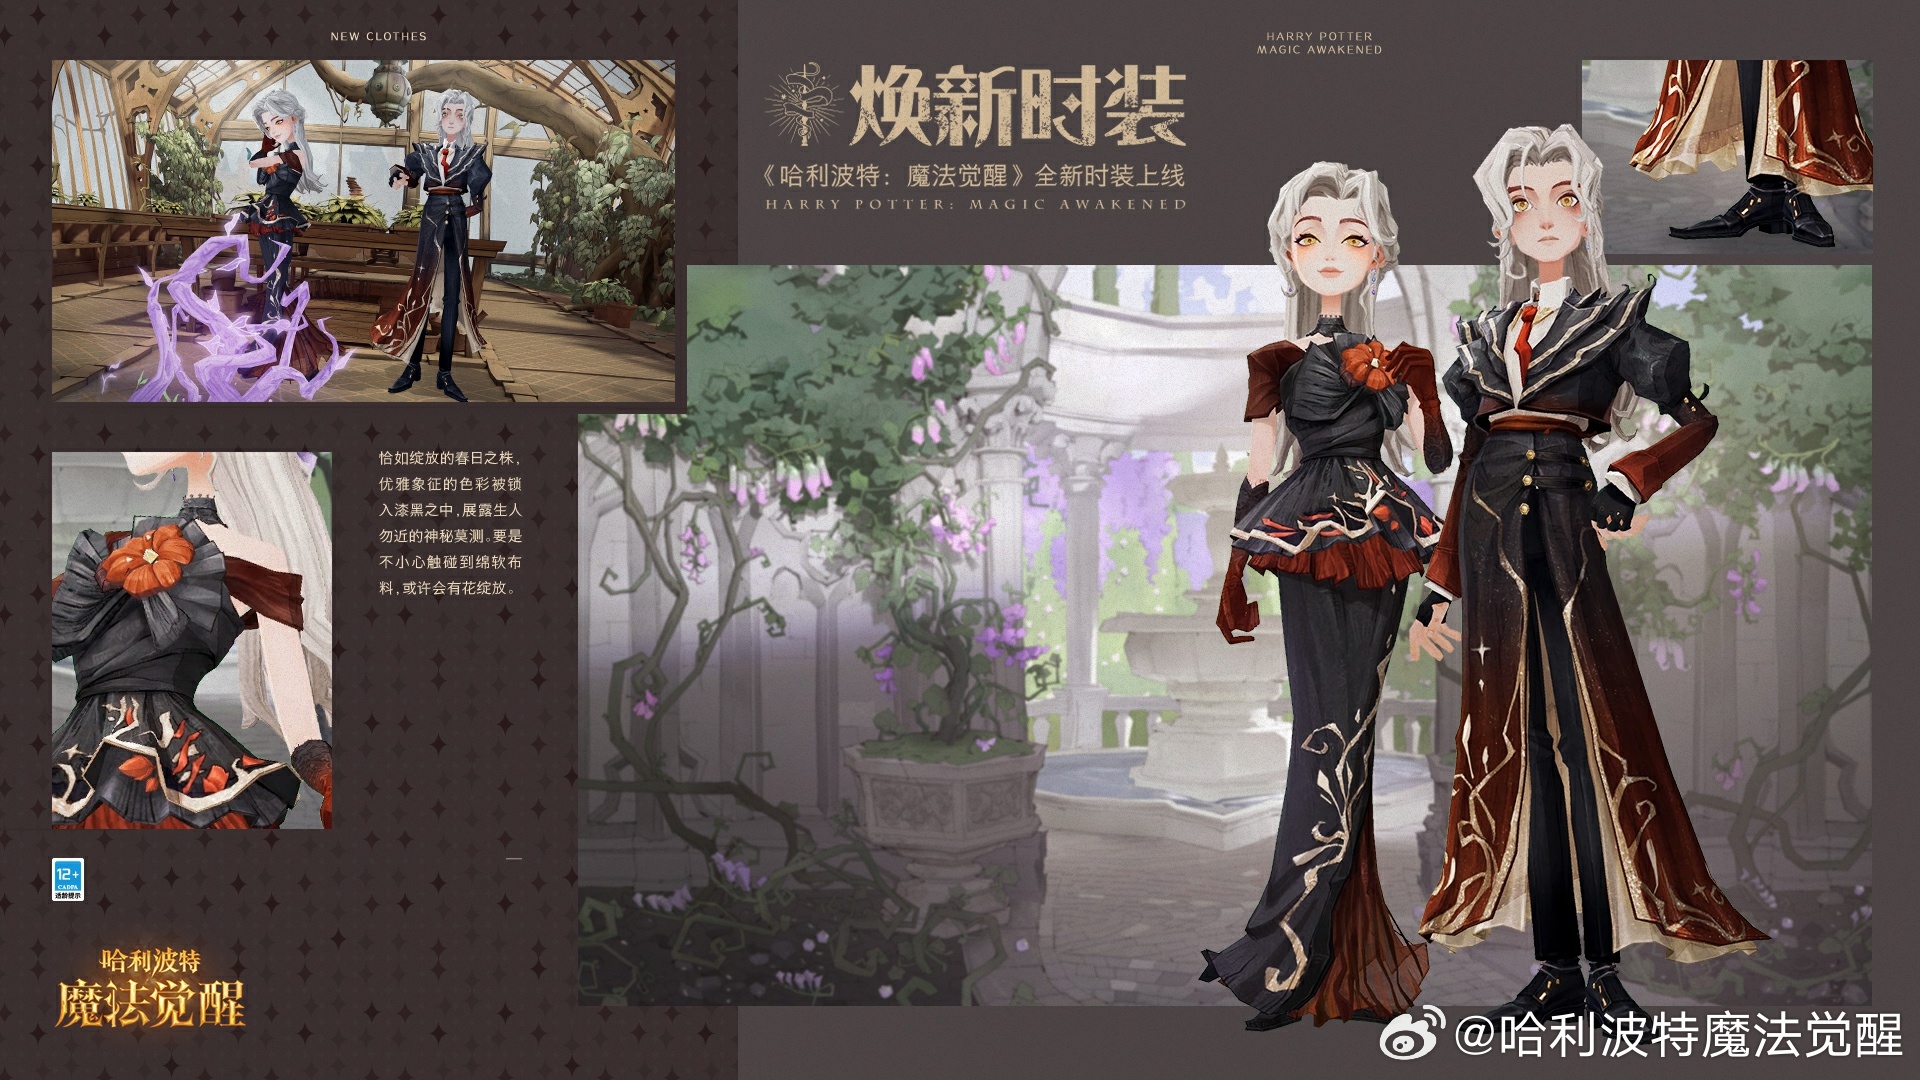 NEW CLOTHES
HARRY POTTER
MAGIC AWAKENED
焕新时装
《哈利波特：魔法觉醒》全新时装上线
HARRY POTTER: MAGIC AWAKENED
恰如绽放的春日之株，
优雅象征的色彩被锁
入漆黑之中，展露生人
勿近的神秘莫测。要是
不小心触碰到绵软布
料，或许会有花绽放。
12+
CADPA
适龄提示
哈利波特
魔法觉醒
@哈利波特魔法觉醒